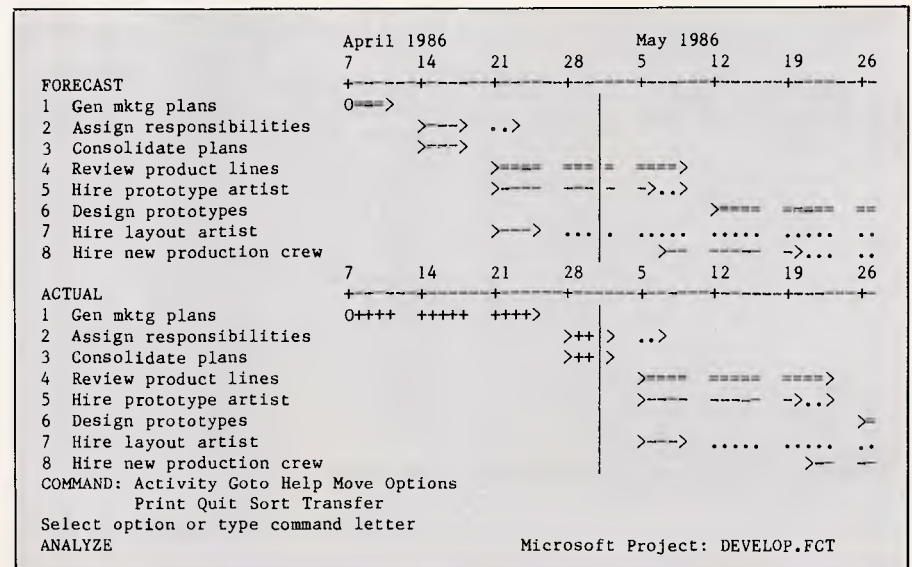 April 1986 May 1986
7 14 21 28 5 12 19 26
FORECAST +------+------+------+------+------+------+------+-
1 Gen mktg plans 0===>
2 Assign responsibilities >---> ..>
3 Consolidate plans >--->
4 Review product lines >==== === = ====>
5 Hire prototype artist >---- --- - ->..>
6 Design prototypes >==== ===== ==
7 Hire layout artist >---> ... . ..... ..... ..
8 Hire new production crew >-- ----- ->... ..
7 14 21 28 5 12 19 26
ACTUAL +------+------+------+------+------+------+------+-
1 Gen mktg plans 0++++ +++++ ++++>
2 Assign responsibilities >++ > ..>
3 Consolidate plans >++ >
4 Review product lines >==== ===== ====>
5 Hire prototype artist >---- ----- ->..>
6 Design prototypes >=
7 Hire layout artist >---> ..... ..... ..
8 Hire new production crew >-- --
COMMAND: Activity Goto Help Move Options
Print Quit Sort Transfer
Select option or type command letter
ANALYZE Microsoft Project: DEVELOP.FCT